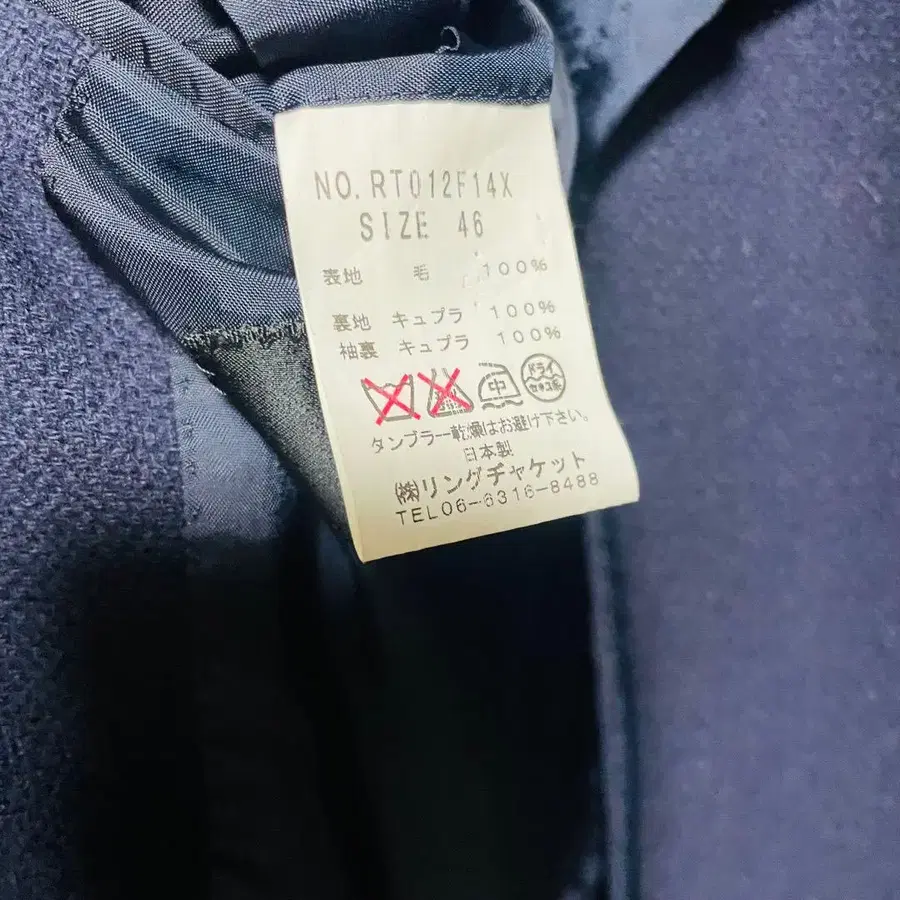 NO. RT012F14X
SIZE 46
表地 毛 100%
裏地 キュプラ 100%
袖裏 キュプラ 100%
中 ドライ セキユ系
タンブラー乾燥はお避け下さい。
日本製
㈱リングヂャケット
TEL06-6316-8488